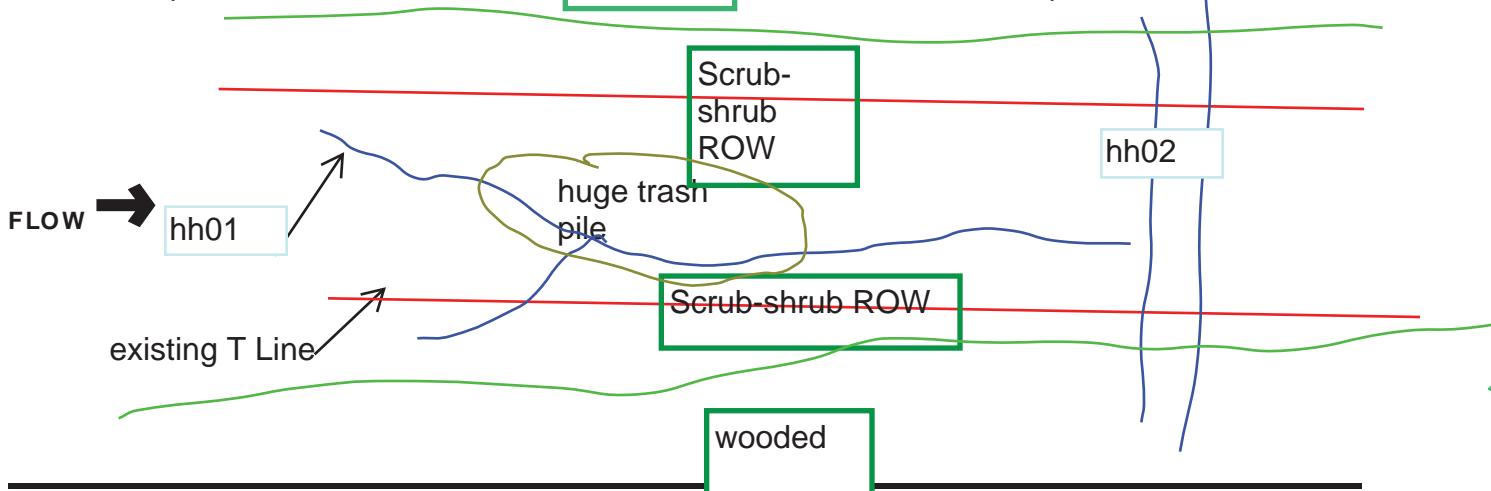 Scrub-
shrub
ROW
hh02
huge trash
pile
FLOW
hh01
Scrub-shrub ROW
existing T Line
wooded